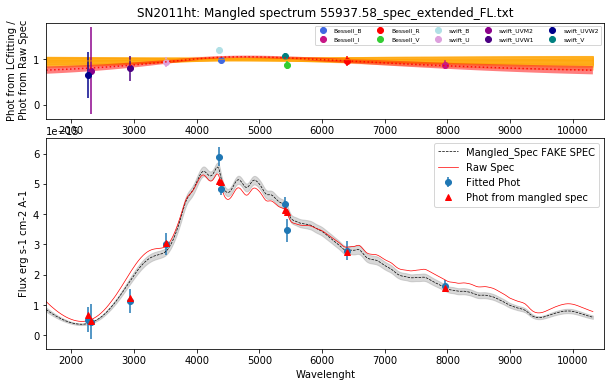 SN2011ht: Mangled spectrum 55937.58_spec_extended_FL.txt
Phot from LCfitting /
Phot from Raw Spec
1
0
Bessell_B Bessell_R swift_B swift_UVM2 swift_UVW2
Bessell_I Bessell_V swift_U swift_UVW1 swift_V
2000 3000 4000 5000 6000 7000 8000 9000 10000
1e−15
Flux erg s-1 cm-2 A-1
6
5
4
3
2
1
0
Mangled_Spec FAKE SPEC
Raw Spec
Fitted Phot
Phot from mangled spec
2000 3000 4000 5000 6000 7000 8000 9000 10000
Wavelenght